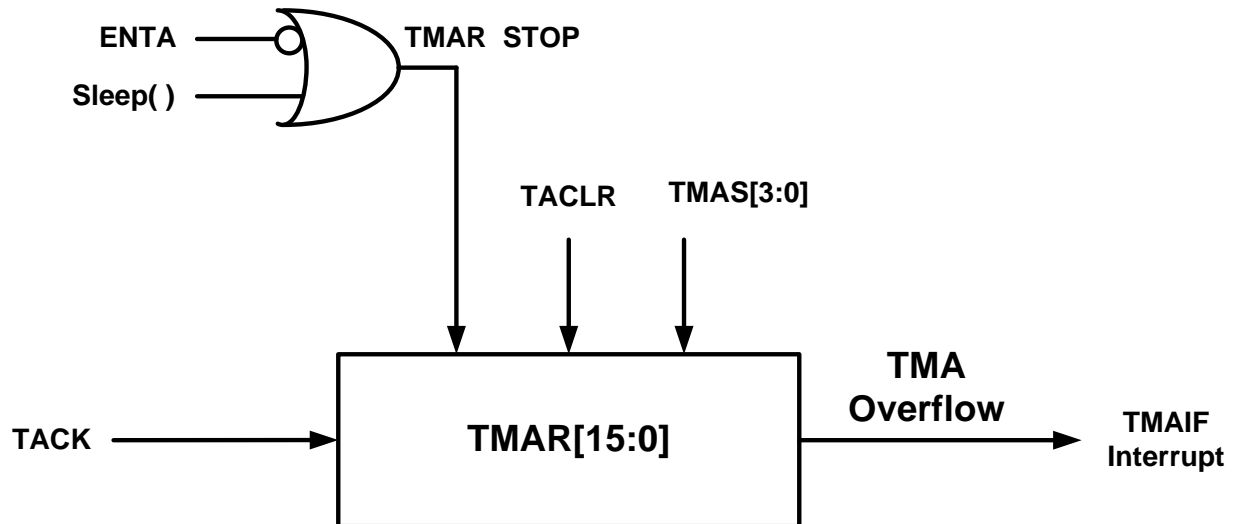 ENTA
TMAR STOP
Sleep( )
TACLR
TMAS[3:0]
TMA
Overflow
TACK
TMAR[15:0]
TMAIF
Interrupt